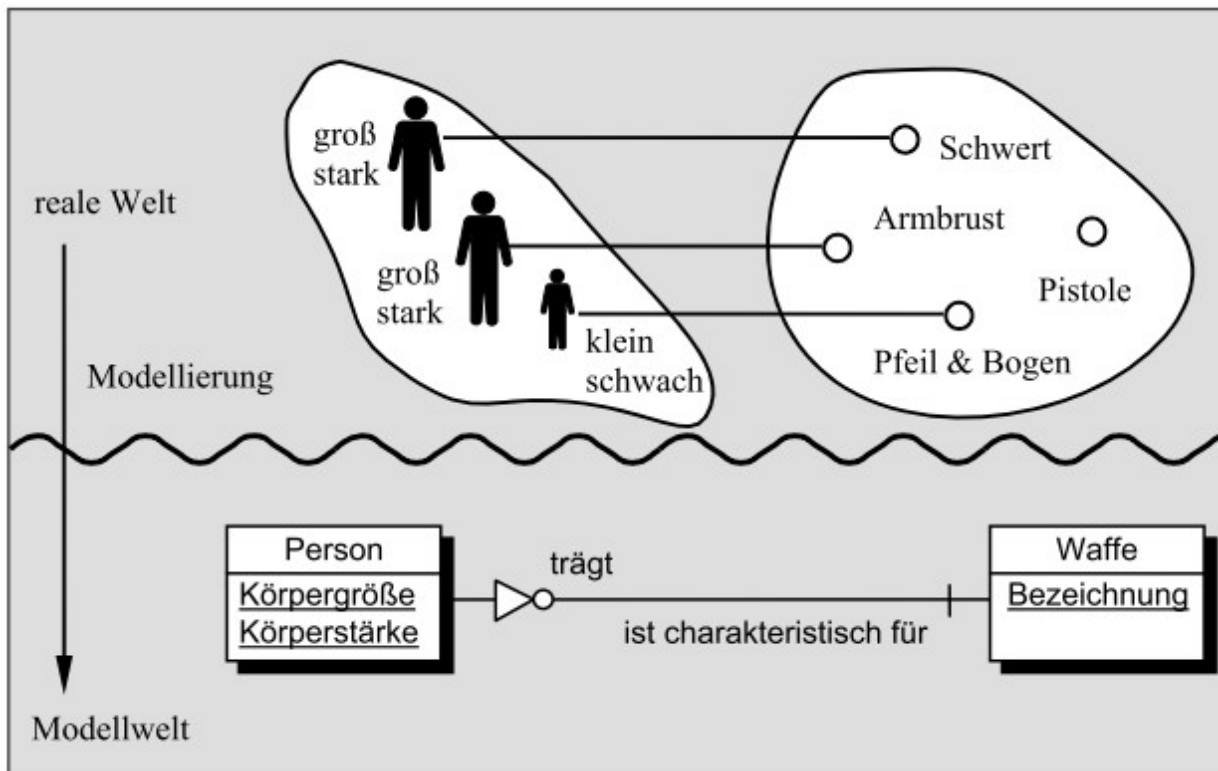 groß
stark
Schwert
reale Welt
Armbrust
groß
stark
Pistole
klein
schwach
Pfeil & Bogen
Modellierung
Person
Körpergröße
Körperstärke
trägt
ist charakteristisch für
Waffe
Bezeichnung
Modellwelt